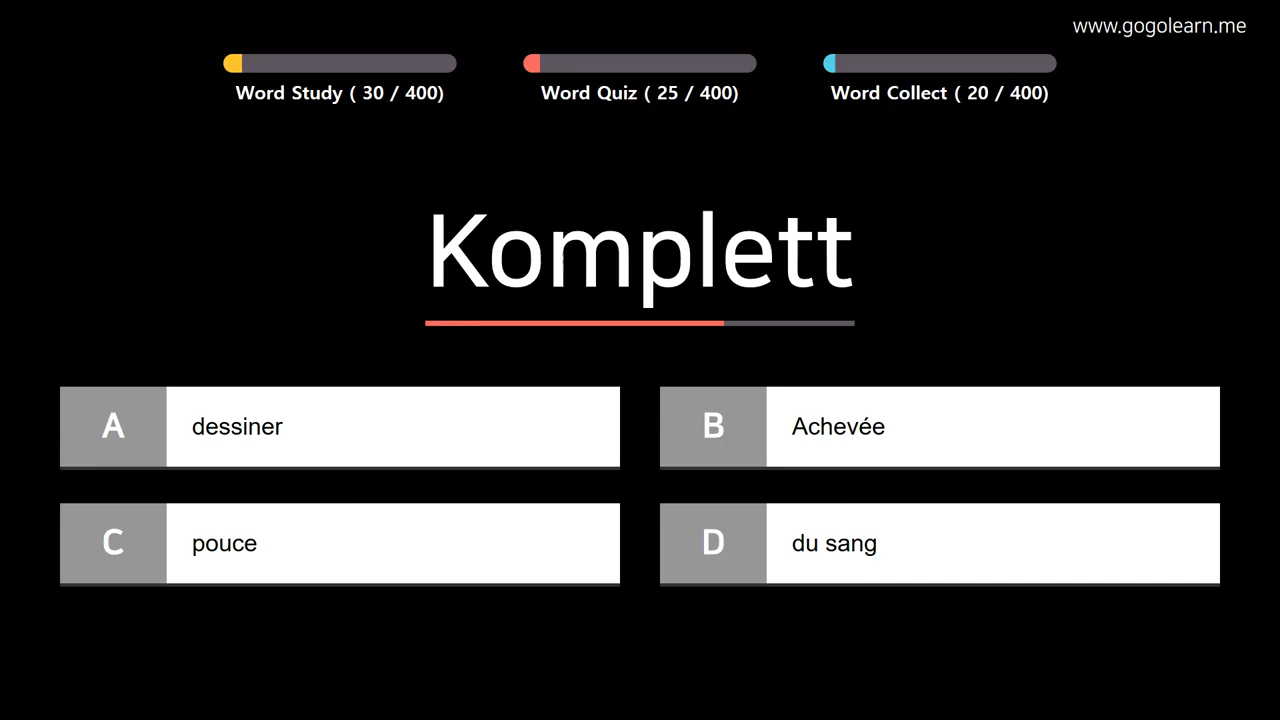 www.gogolearn.me
Word Study ( 30 / 400)
Word Quiz ( 25 / 400)
Word Collect ( 20 / 400)
Komplett
A dessiner
B Achevée
C pouce
D du sang